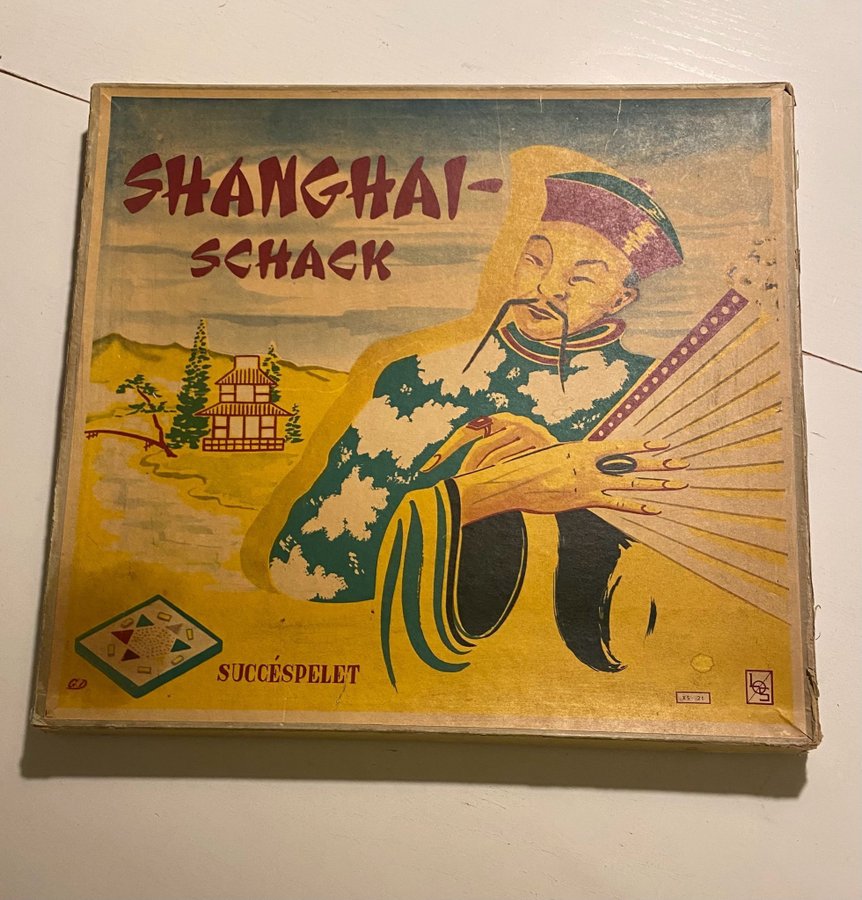 SHANGHAI-
SCHACK
SUCCÉSPELET
G.D